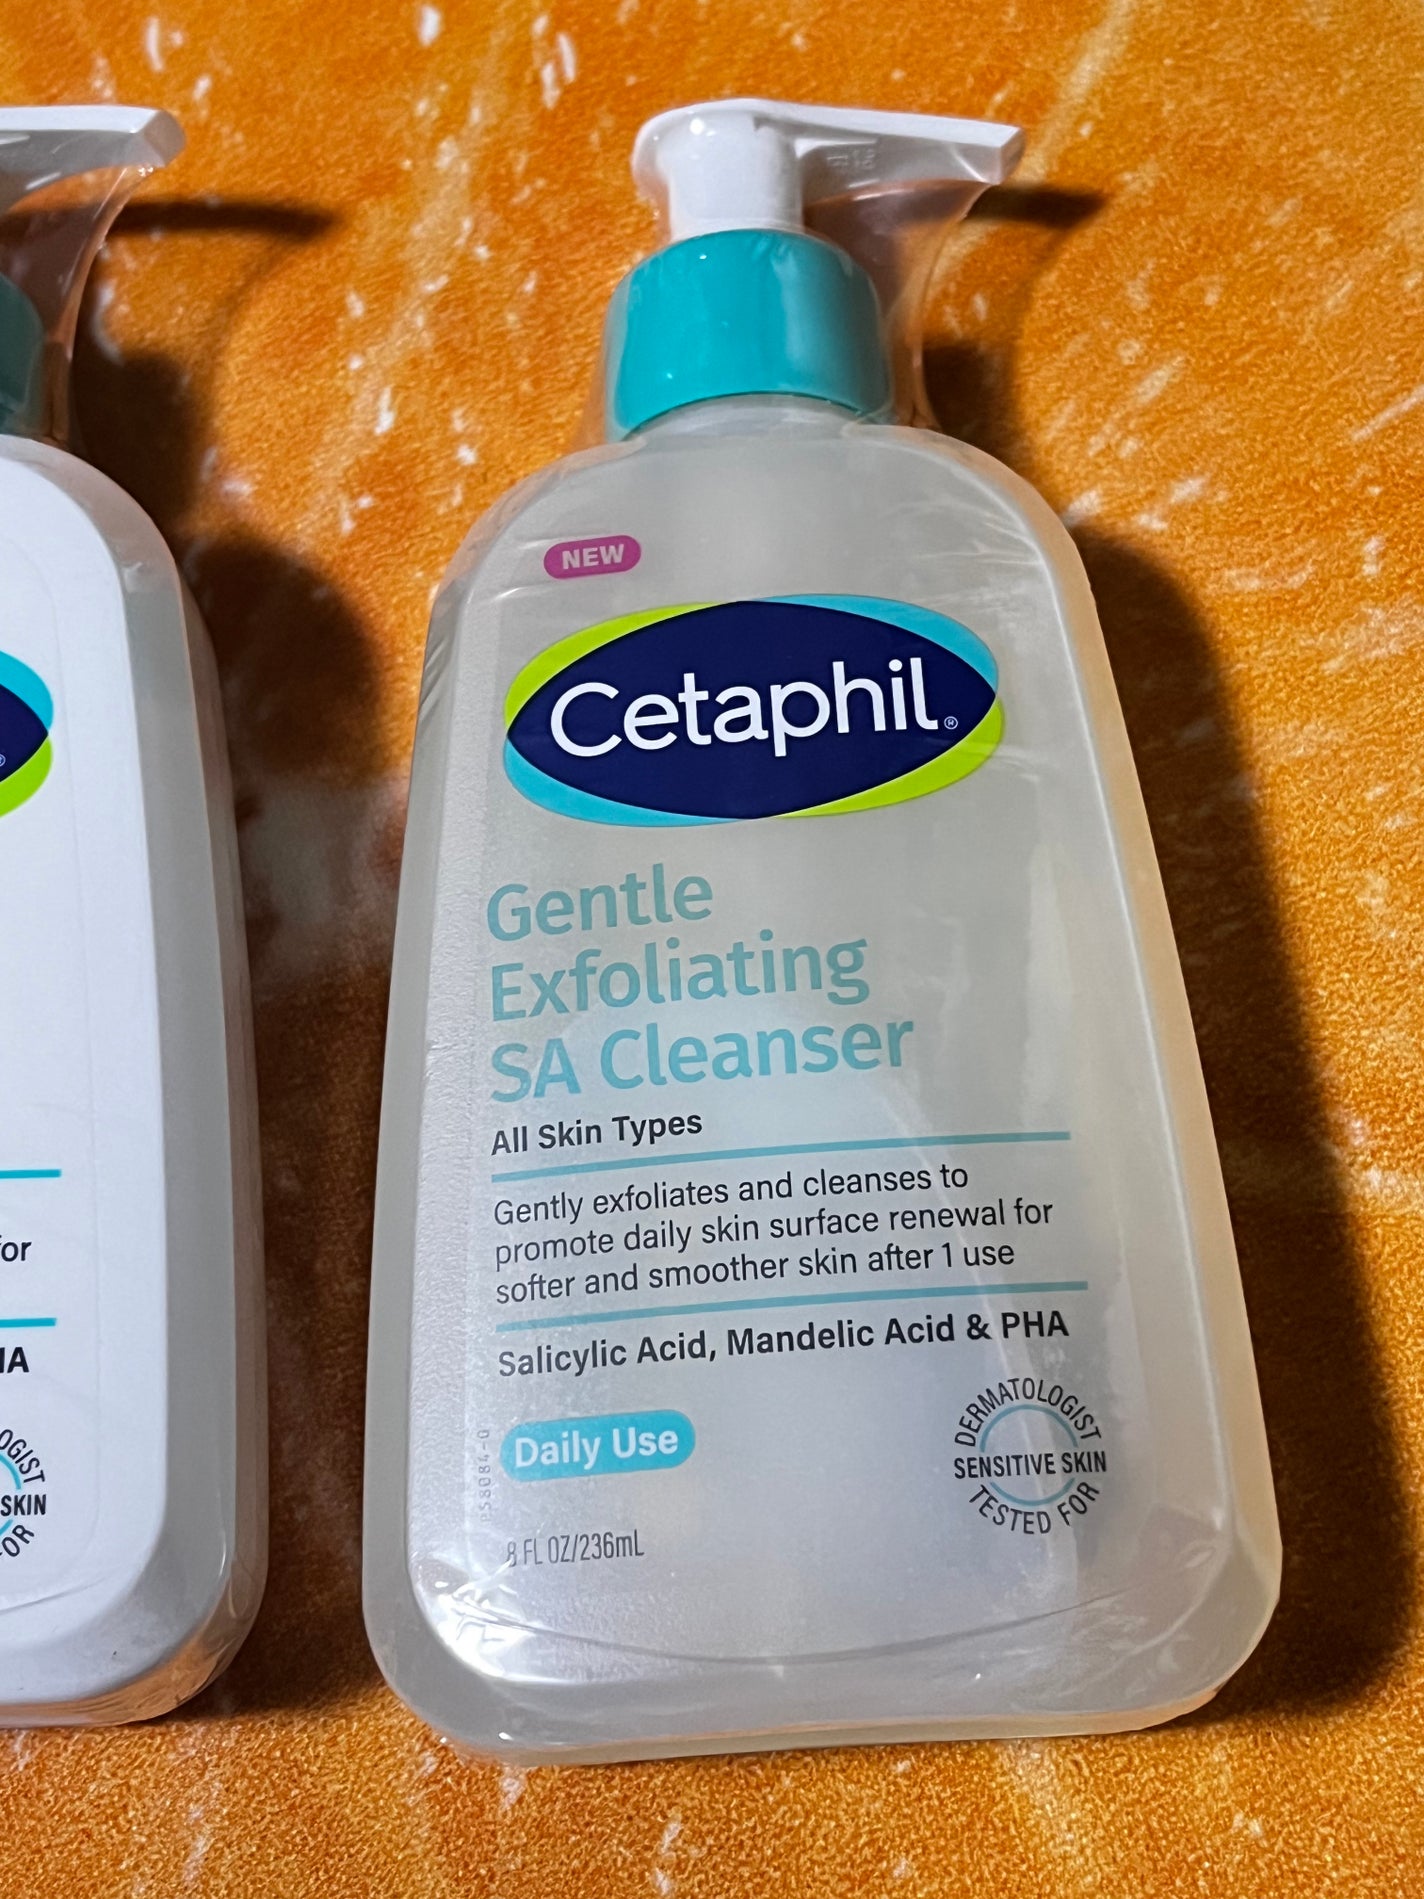 NEW
Cetaphil®
Gentle
Exfoliating
SA Cleanser
All Skin Types
Gently exfoliates and cleanses to
promote daily skin surface renewal for
softer and smoother skin after 1 use
Salicylic Acid, Mandelic Acid & PHA
Daily Use
DERMATOLOGIST
SENSITIVE SKIN
TESTED FOR
8 FL OZ/236mL
P58084-0
®
SKIN